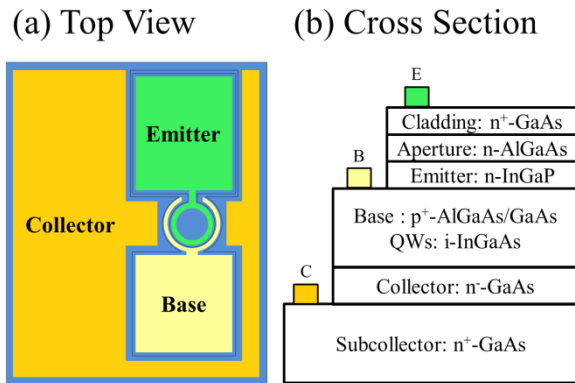 (a) Top View
Emitter
Collector
Base
(b) Cross Section
E
Cladding: n⁺-GaAs
Aperture: n-AlGaAs
B
Emitter: n-InGaP
Base : p⁺-AlGaAs/GaAs
QWs: i-InGaAs
C
Collector: n⁻-GaAs
Subcollector: n⁺-GaAs